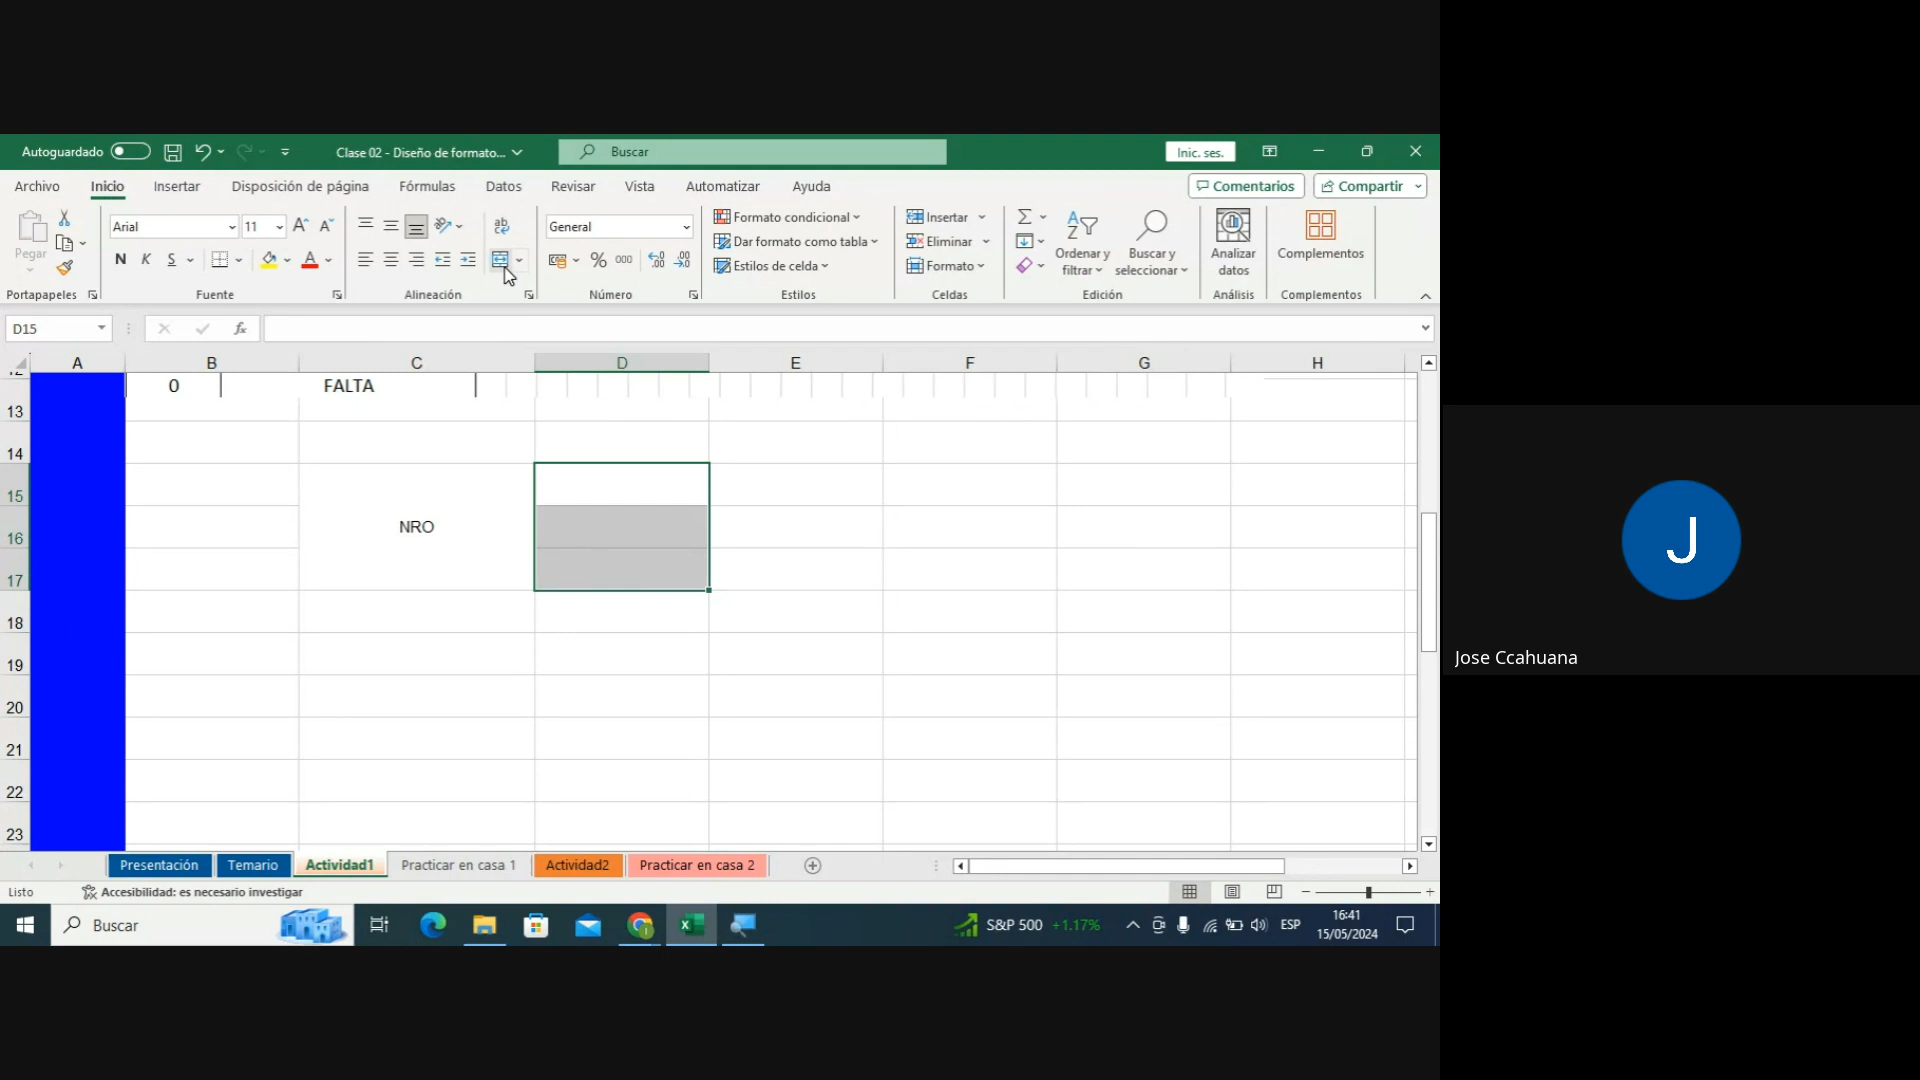 Autoguardado
Clase 02 - Diseño de formato...
Buscar
Inic. ses.
Archivo Inicio Insertar Disposición de página Fórmulas Datos Revisar Vista Automatizar Ayuda
Comentarios Compartir
Pegar
Portapapeles
Arial 11
N K S
Fuente
ab
Alineación
General
% 000
Número
Formato condicional
Dar formato como tabla
Estilos de celda
Estilos
Insertar
Eliminar
Formato
Celdas
Ordenar y filtrar
Buscar y seleccionar
Edición
Analizar datos
Análisis
Complementos
Complementos
D15
fx
A B C D E F G H
12
0 FALTA
13
14
15
16
NRO
17
18
19
20
21
22
23
Presentación Temario Actividad1 Practicar en casa 1 Actividad2 Practicar en casa 2
Listo
Accesibilidad: es necesario investigar
Buscar
S&P 500 +1.17%
ESP
16:41
15/05/2024
J
Jose Ccahuana